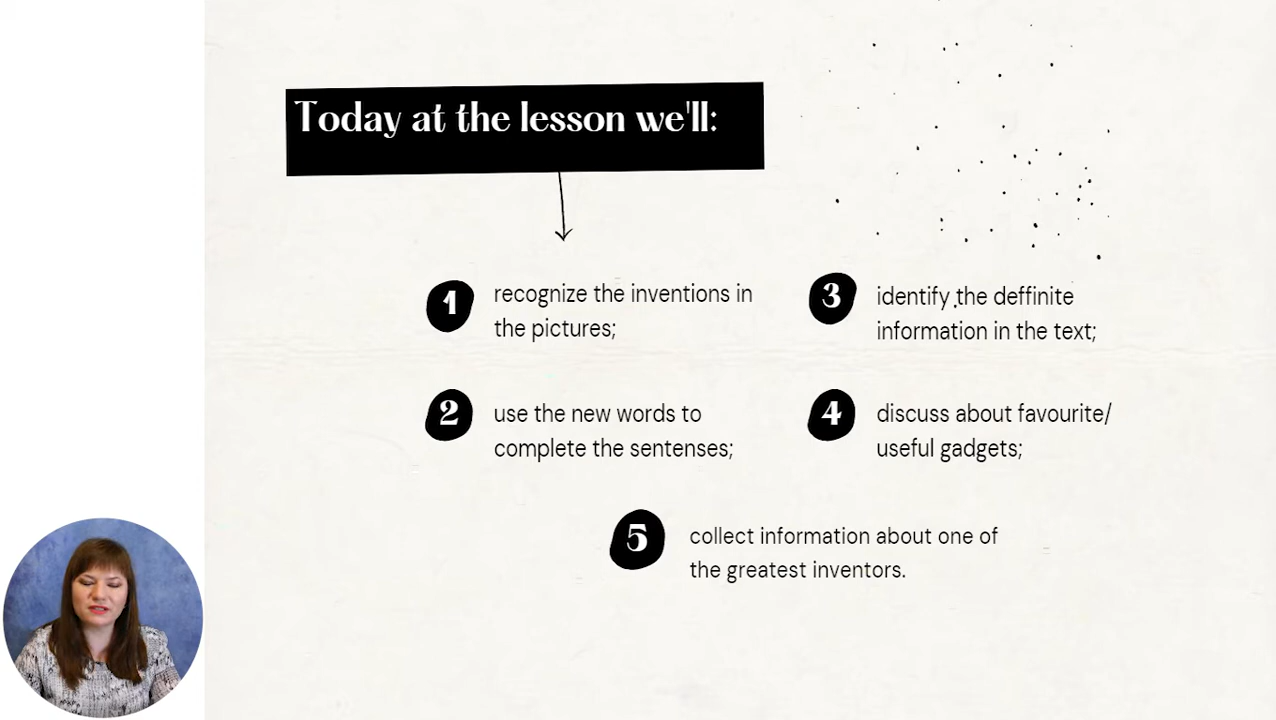 Today at the lesson we'll:
1
recognize the inventions in
the pictures;
2
use the new words to
complete the sentenses;
3
identify the deffinite
information in the text;
4
discuss about favourite/
useful gadgets;
5
collect information about one of
the greatest inventors.